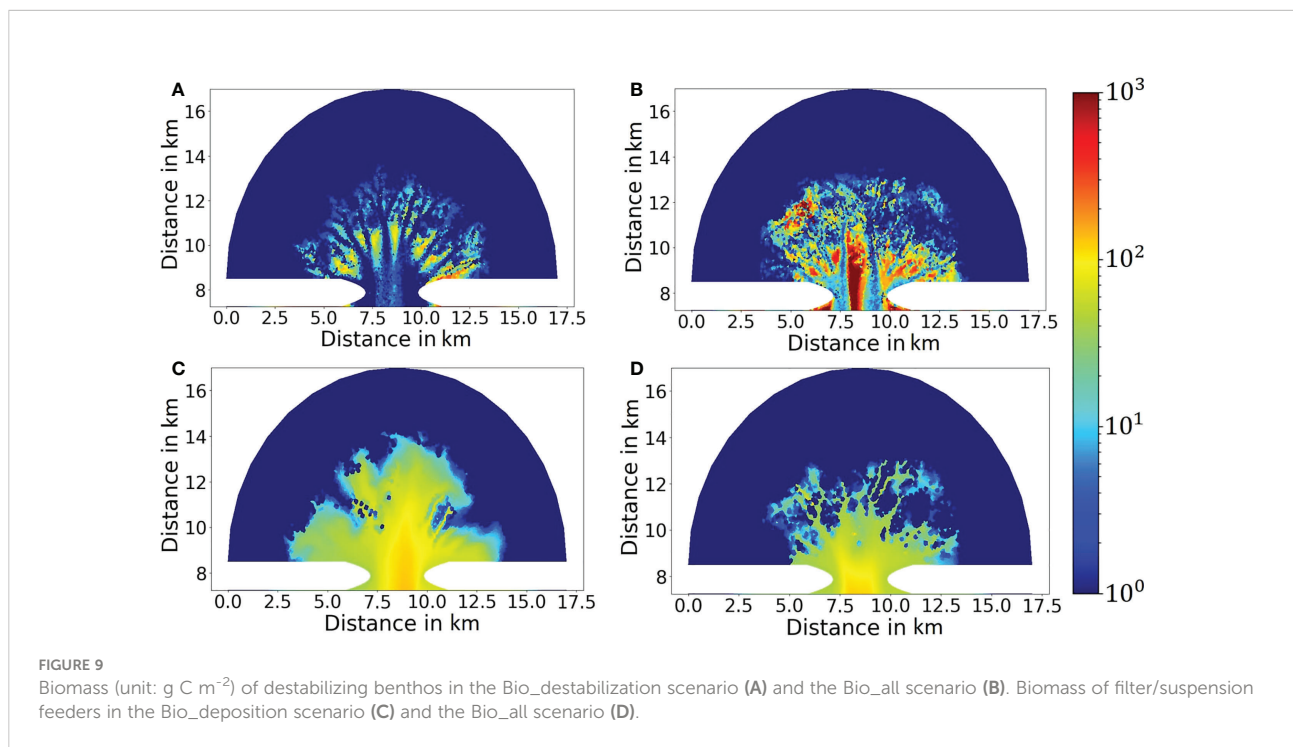 A
16
14
12
10
8
Distance in km
0.0 2.5 5.0 7.5 10.0 12.5 15.0 17.5
Distance in km
B
16
14
12
10
8
Distance in km
0.0 2.5 5.0 7.5 10.0 12.5 15.0 17.5
Distance in km
C
16
14
12
10
8
Distance in km
0.0 2.5 5.0 7.5 10.0 12.5 15.0 17.5
Distance in km
D
16
14
12
10
8
Distance in km
0.0 2.5 5.0 7.5 10.0 12.5 15.0 17.5
Distance in km
10³
10²
10¹
10⁰
FIGURE 9
Biomass (unit: g C m⁻²) of destabilizing benthos in the Bio_destabilization scenario (A) and the Bio_all scenario (B). Biomass of filter/suspension
feeders in the Bio_deposition scenario (C) and the Bio_all scenario (D).